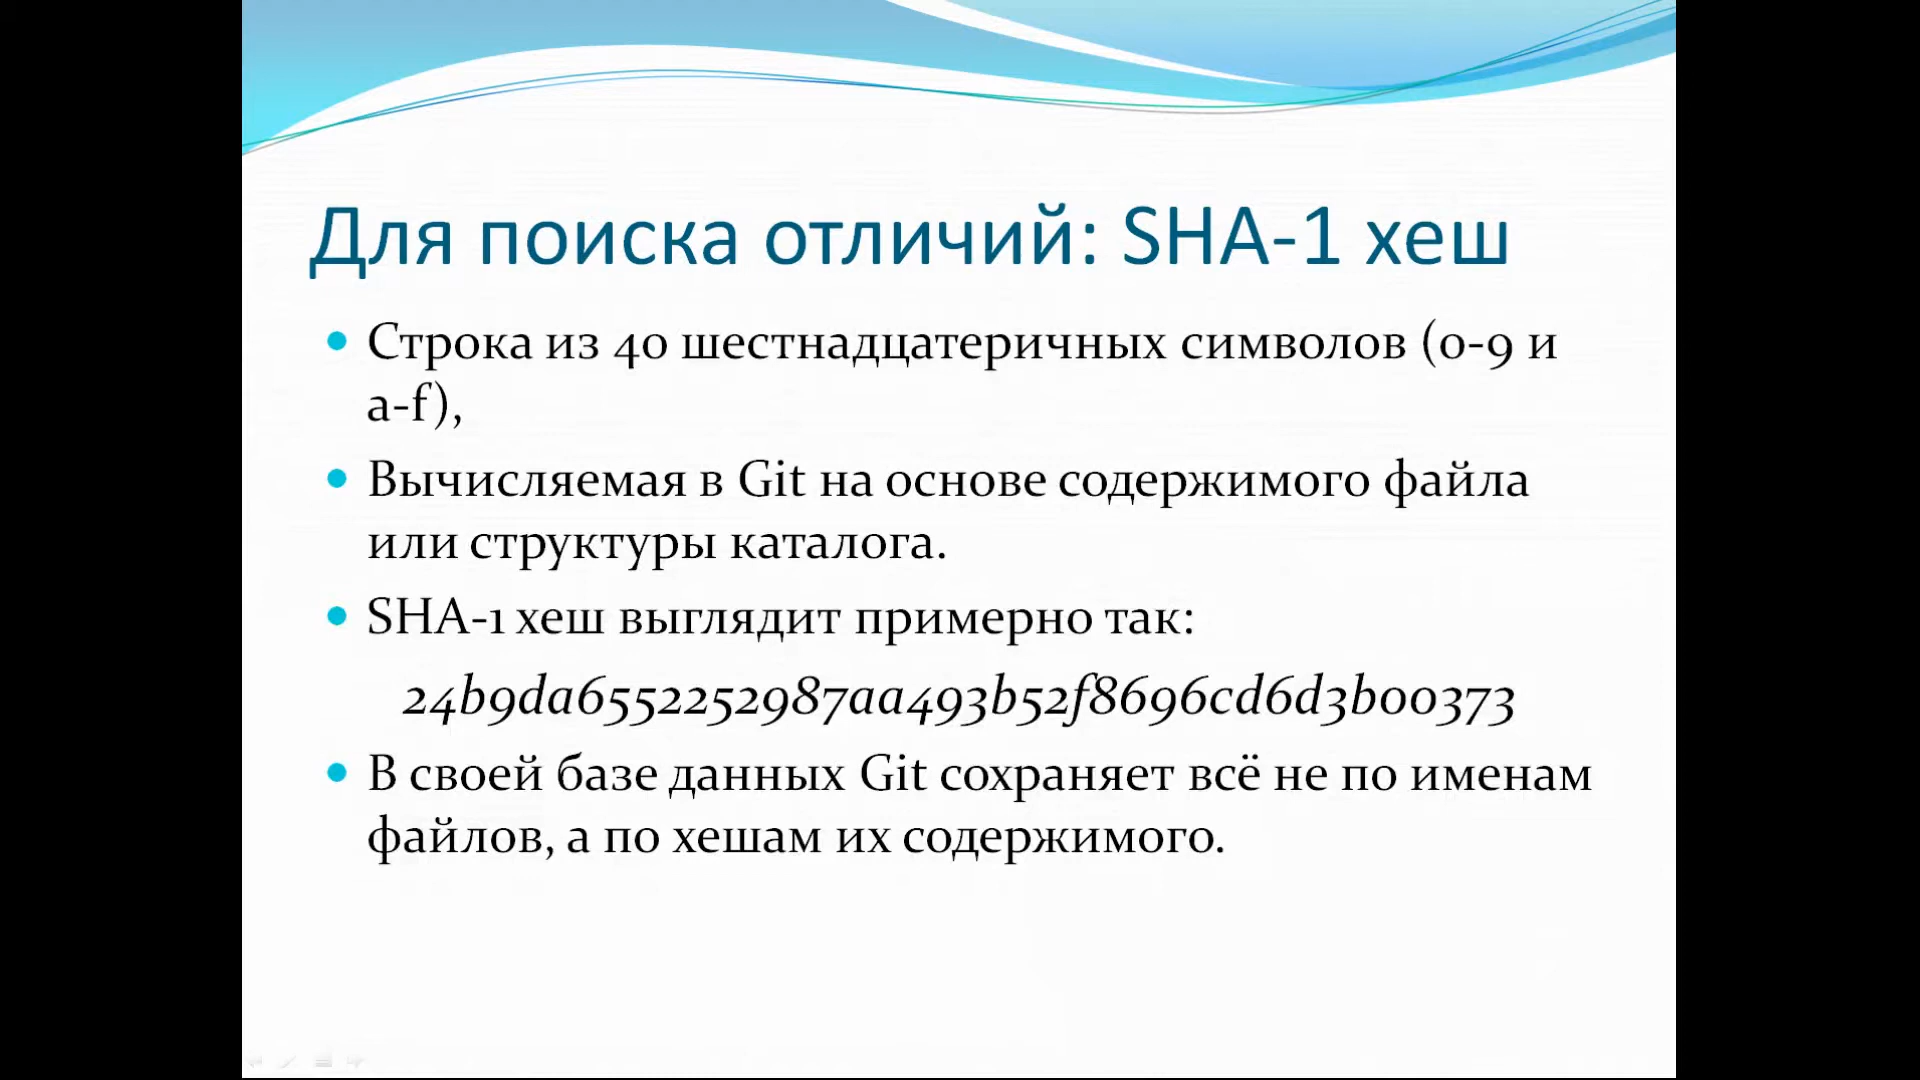 Для поиска отличий: SHA-1 хеш
• Строка из 40 шестнадцатеричных символов (0-9 и
a-f),
• Вычисляемая в Git на основе содержимого файла
или структуры каталога.
• SHA-1 хеш выглядит примерно так:
24b9da6552252987aa493b52f8696cd6d3b00373
• В своей базе данных Git сохраняет всё не по именам
файлов, а по хешам их содержимого.